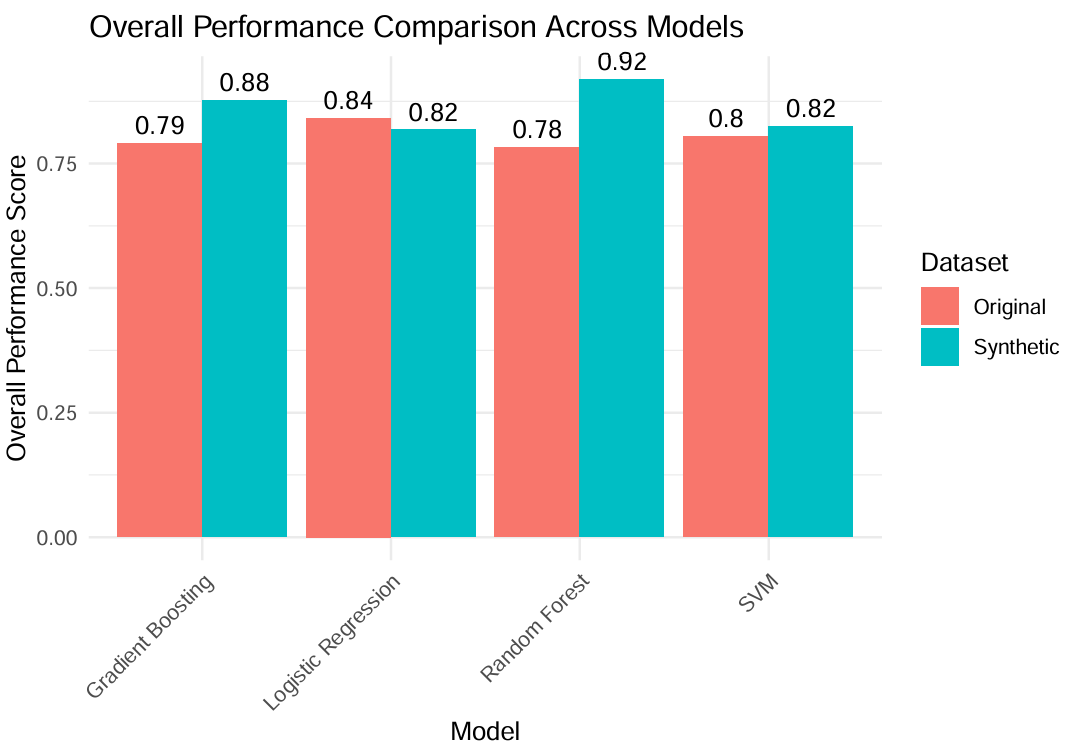 Overall Performance Comparison Across Models
0.79
0.88
0.84
0.82
0.78
0.92
0.8
0.82
Overall Performance Score
0.75
0.50
0.25
0.00
Gradient Boosting
Logistic Regression
Random Forest
SVM
Model
Dataset
Original
Synthetic